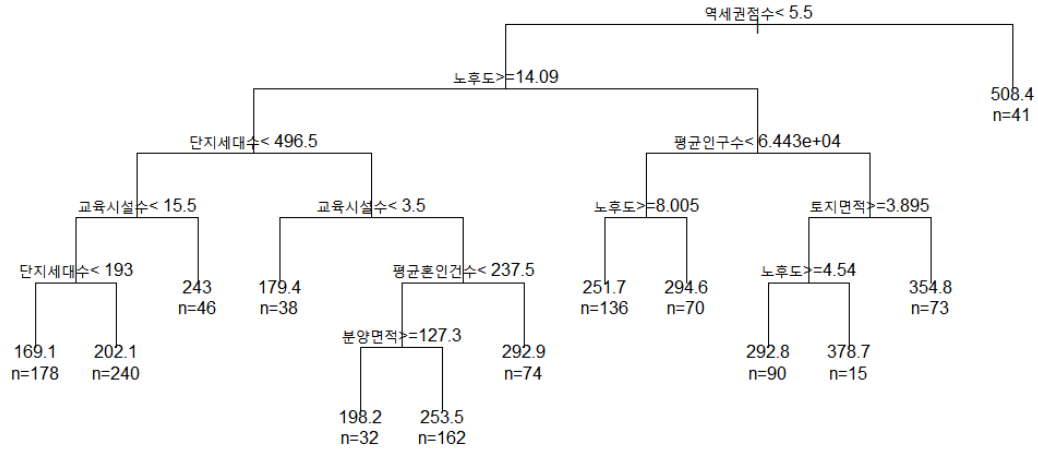 역세권점수< 5.5
노후도>=14.09
508.4
n=41
단지세대수< 496.5
평균인구수< 6.443e+04
교육시설수< 15.5
교육시설수< 3.5
노후도>=8.005
토지면적>=3.895
단지세대수< 193
243
n=46
179.4
n=38
평균혼인건수< 237.5
251.7
n=136
294.6
n=70
노후도>=4.54
354.8
n=73
169.1
n=178
202.1
n=240
분양면적>=127.3
292.9
n=74
292.8
n=90
378.7
n=15
198.2
n=32
253.5
n=162